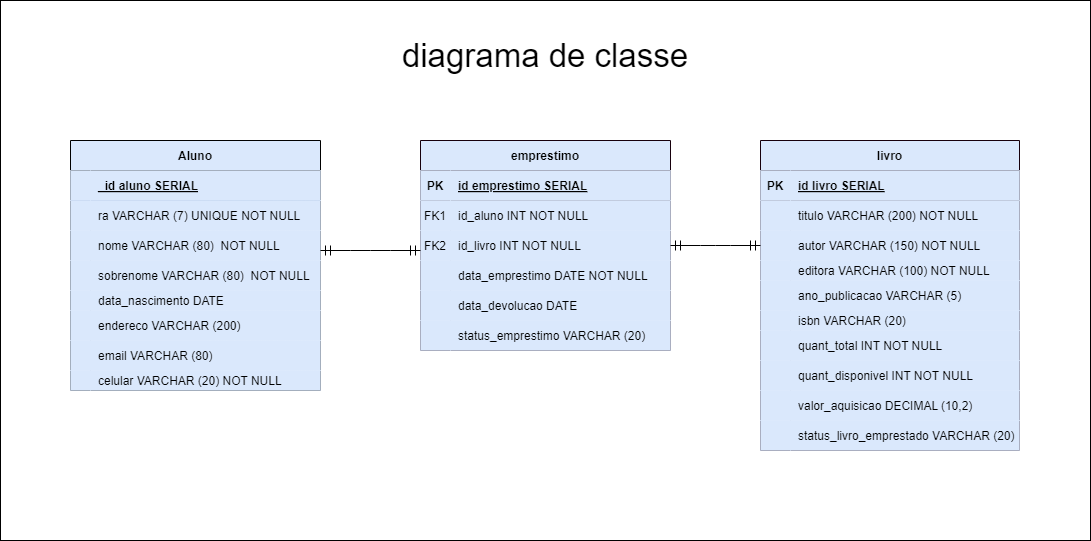 diagrama de classe
Aluno
_id aluno SERIAL
ra VARCHAR (7) UNIQUE NOT NULL
nome VARCHAR (80) NOT NULL
sobrenome VARCHAR (80) NOT NULL
data_nascimento DATE
endereco VARCHAR (200)
email VARCHAR (80)
celular VARCHAR (20) NOT NULL
emprestimo
PK id emprestimo SERIAL
FK1 id_aluno INT NOT NULL
FK2 id_livro INT NOT NULL
data_emprestimo DATE NOT NULL
data_devolucao DATE
status_emprestimo VARCHAR (20)
livro
PK id livro SERIAL
titulo VARCHAR (200) NOT NULL
autor VARCHAR (150) NOT NULL
editora VARCHAR (100) NOT NULL
ano_publicacao VARCHAR (5)
isbn VARCHAR (20)
quant_total INT NOT NULL
quant_disponivel INT NOT NULL
valor_aquisicao DECIMAL (10,2)
status_livro_emprestado VARCHAR (20)